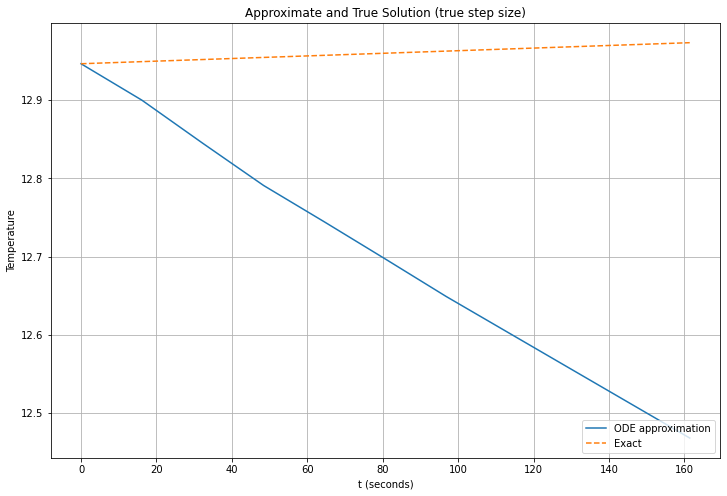 Approximate and True Solution (true step size)
Temperature
12.9
12.8
12.7
12.6
12.5
0 20 40 60 80 100 120 140 160
t (seconds)
ODE approximation
Exact